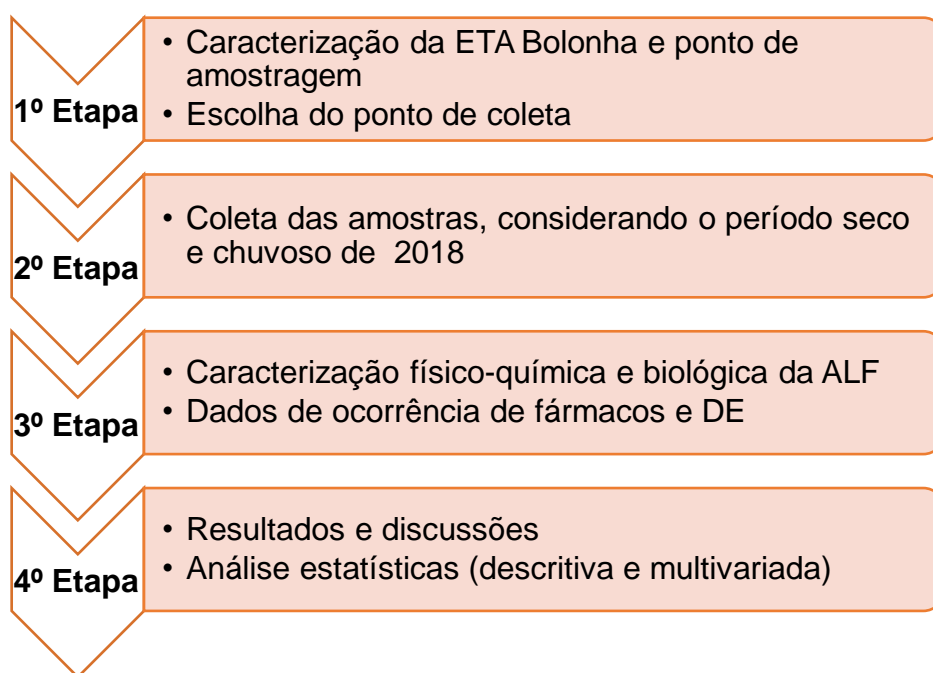 1º Etapa
• Caracterização da ETA Bolonha e ponto de
amostragem
• Escolha do ponto de coleta
2º Etapa
• Coleta das amostras, considerando o período seco
e chuvoso de 2018
3º Etapa
• Caracterização físico-química e biológica da ALF
• Dados de ocorrência de fármacos e DE
4º Etapa
• Resultados e discussões
• Análise estatísticas (descritiva e multivariada)